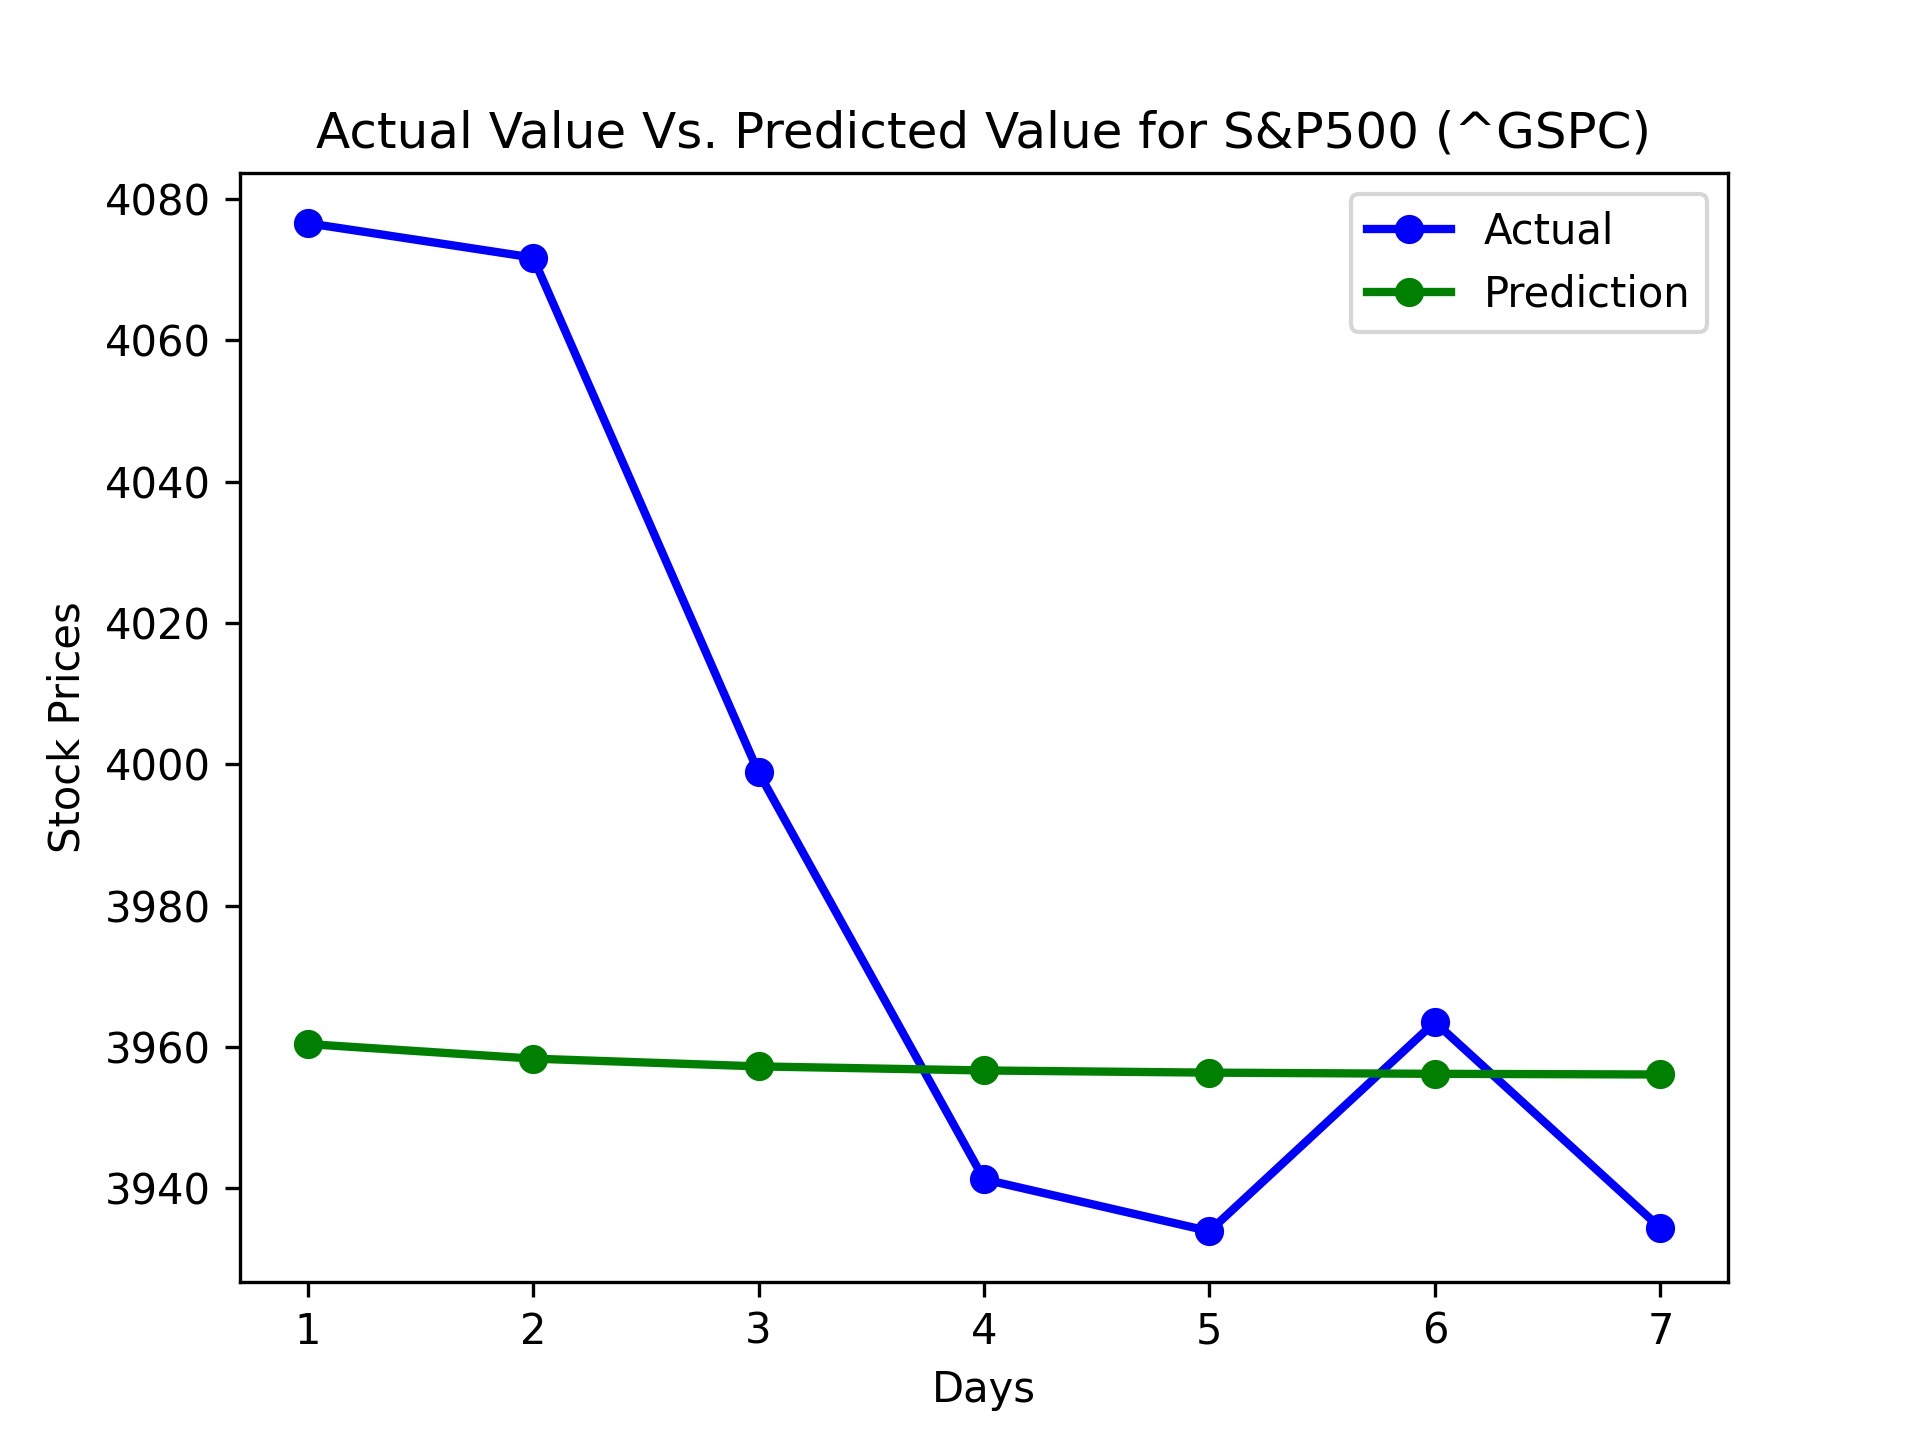 Actual Value Vs. Predicted Value for S&P500 (^GSPC)
Actual
Prediction
4080
4060
4040
4020
4000
3980
3960
3940
Stock Prices
1 2 3 4 5 6 7
Days